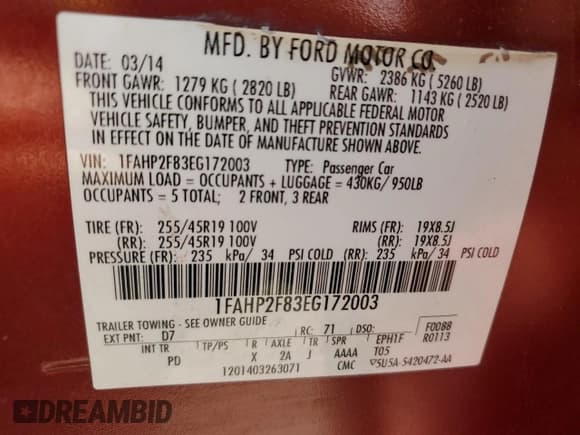 MFD. BY FORD MOTOR CO.
DATE: 03/14
GVWR: 2386 KG ( 5260 LB)
FRONT GAWR: 1279 KG ( 2820 LB)
REAR GAWR: 1143 KG ( 2520 LB)
THIS VEHICLE CONFORMS TO ALL APPLICABLE FEDERAL MOTOR
VEHICLE SAFETY, BUMPER, AND THEFT PREVENTION STANDARDS
IN EFFECT ON THE DATE OF MANUFACTURE SHOWN ABOVE.
VIN: 1FAHP2F83EG172003 TYPE: Passenger Car
MAXIMUM LOAD = OCCUPANTS + LUGGAGE = 430KG/ 950LB
OCCUPANTS = 5 TOTAL; 2 FRONT, 3 REAR
TIRE (FR): 255/45R19 100V RIMS (FR): 19X8.5J
(RR): 255/45R19 100V (RR): 19X8.5J
PRESSURE (FR): 235 kPa/ 34 PSI COLD (RR): 235 kPa/ 34 PSI COLD
1FAHP2F83EG172003
TRAILER TOWING - SEE OWNER GUIDE
EXT PNT: D7 RC: 71 DSO: F0088
INT TR TP/PS R AXLE TR SPR EPH1F R0113
PD X 2A J AAAA T05
1201403263071 CMC 5U5A-5420472-AA
DREAMBID